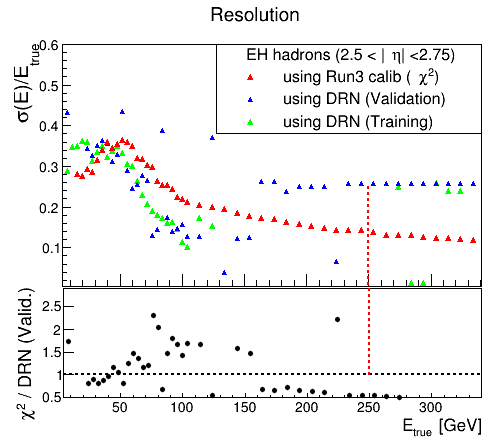 Resolution
σ(E)/E_true
0.6
0.5
0.4
0.3
0.2
0.1
EH hadrons (2.5 < | η| <2.75)
using Run3 calib ( χ²)
using DRN (Validation)
using DRN (Training)
χ² / DRN (Valid.)
2.5
2
1.5
1
0.5
50 100 150 200 250 300
E_true [GeV]